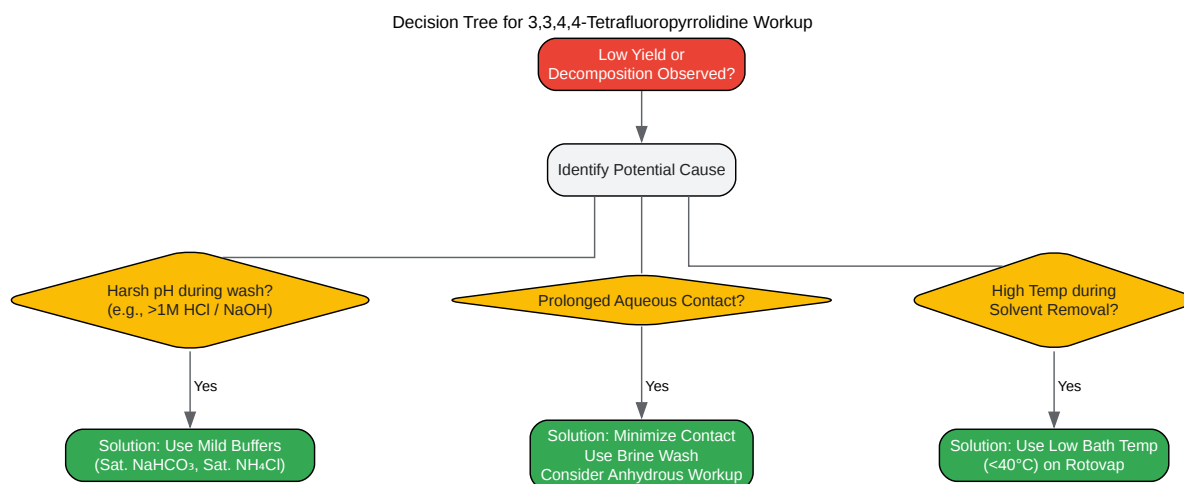 Decision Tree for 3,3,4,4-Tetrafluoropyrrolidine Workup
Low Yield or
Decomposition Observed?
Identify Potential Cause
Harsh pH during wash?
(e.g., >1M HCl / NaOH)
Prolonged Aqueous Contact?
High Temp during
Solvent Removal?
Yes
Yes
Yes
Solution: Use Mild Buffers
(Sat. NaHCO₃, Sat. NH₄Cl)
Solution: Minimize Contact
Use Brine Wash
Consider Anhydrous Workup
Solution: Use Low Bath Temp
(<40°C) on Rotovap